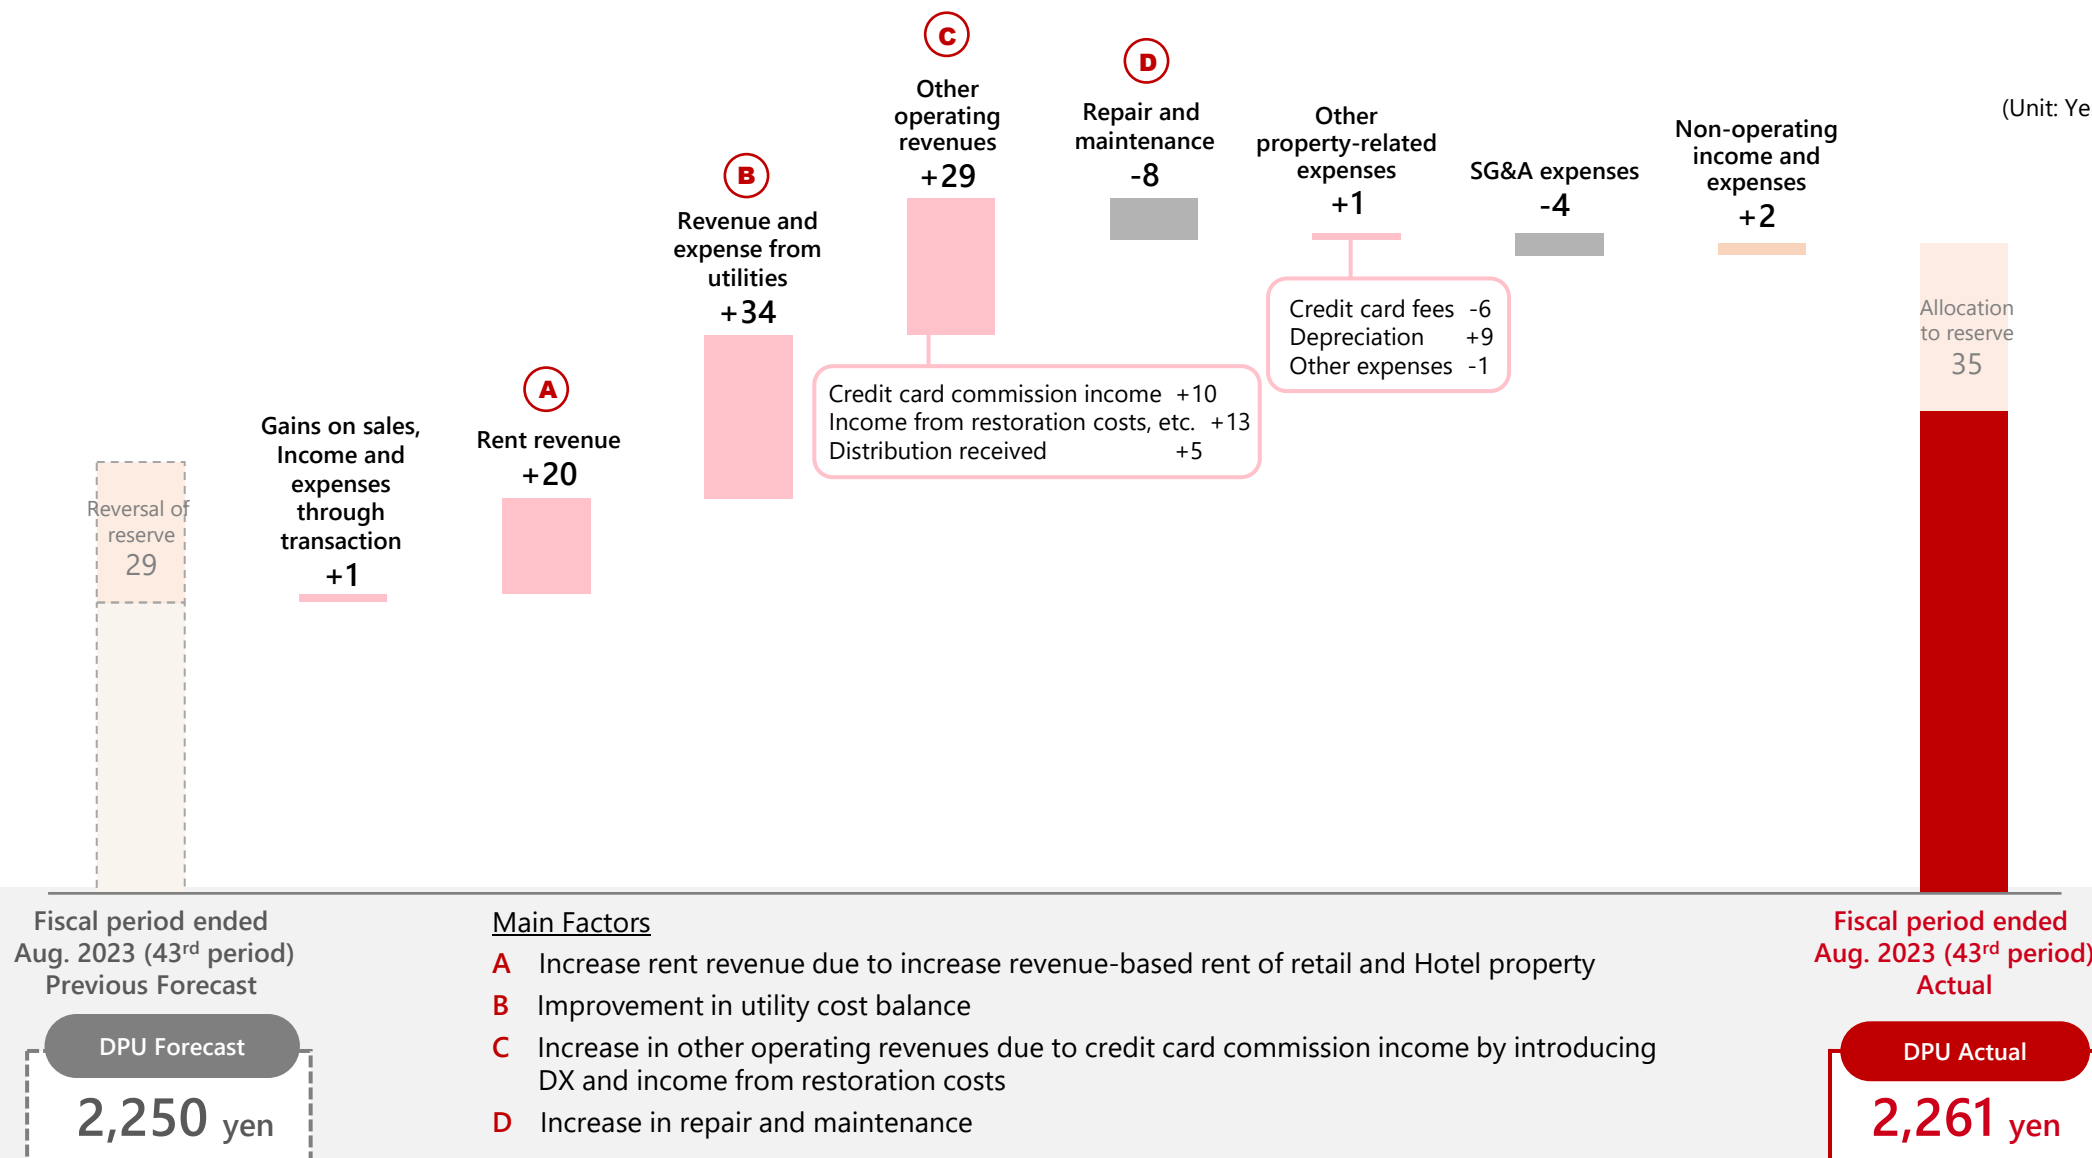 (Unit: Ye
Reversal of
reserve
29
Gains on sales,
Income and
expenses
through
transaction
+1
A
Rent revenue
+20
B
Revenue and
expense from
utilities
+34
C
Other
operating
revenues
+29
Credit card commission income +10
Income from restoration costs, etc. +13
Distribution received +5
D
Repair and
maintenance
-8
Other
property-related
expenses
+1
Credit card fees -6
Depreciation +9
Other expenses -1
SG&A expenses
-4
Non-operating
income and
expenses
+2
Allocation
to reserve
35
Fiscal period ended
Aug. 2023 (43rd period)
Previous Forecast
DPU Forecast
2,250 yen
Main Factors
A Increase rent revenue due to increase revenue-based rent of retail and Hotel property
B Improvement in utility cost balance
C Increase in other operating revenues due to credit card commission income by introducing
DX and income from restoration costs
D Increase in repair and maintenance
Fiscal period ended
Aug. 2023 (43rd period)
Actual
DPU Actual
2,261 yen